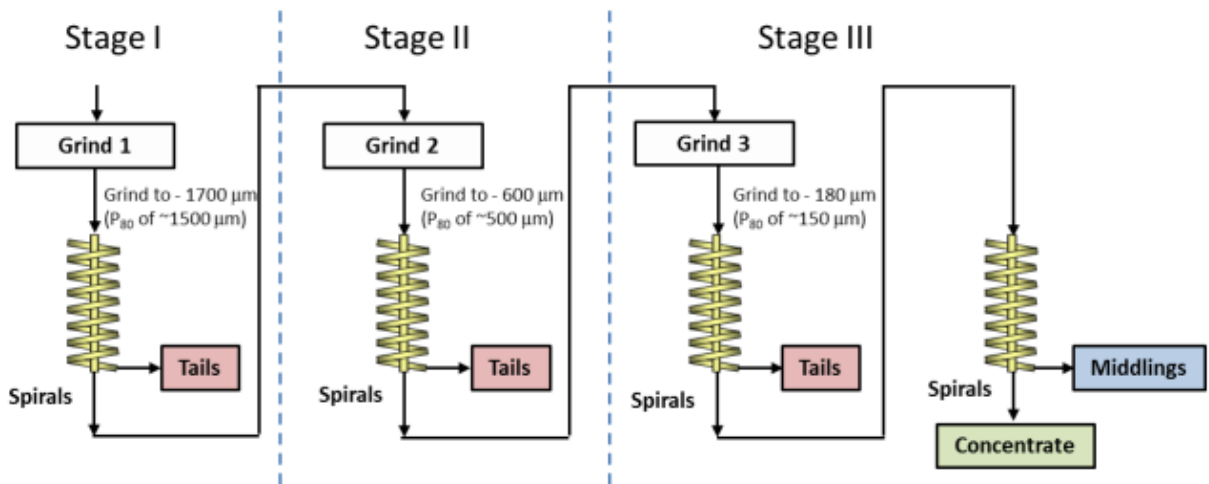 Stage I
Stage II
Stage III
Grind 1
Grind 2
Grind 3
Grind to - 1700 µm
(P80 of ~1500 µm)
Grind to - 600 µm
(P80 of ~500 µm)
Grind to - 180 µm
(P80 of ~150 µm)
Tails
Tails
Tails
Middlings
Spirals
Spirals
Spirals
Spirals
Concentrate